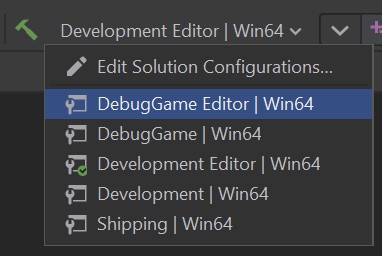 Development Editor | Win64
Edit Solution Configurations...
DebugGame Editor | Win64
DebugGame | Win64
Development Editor | Win64
Development | Win64
Shipping | Win64